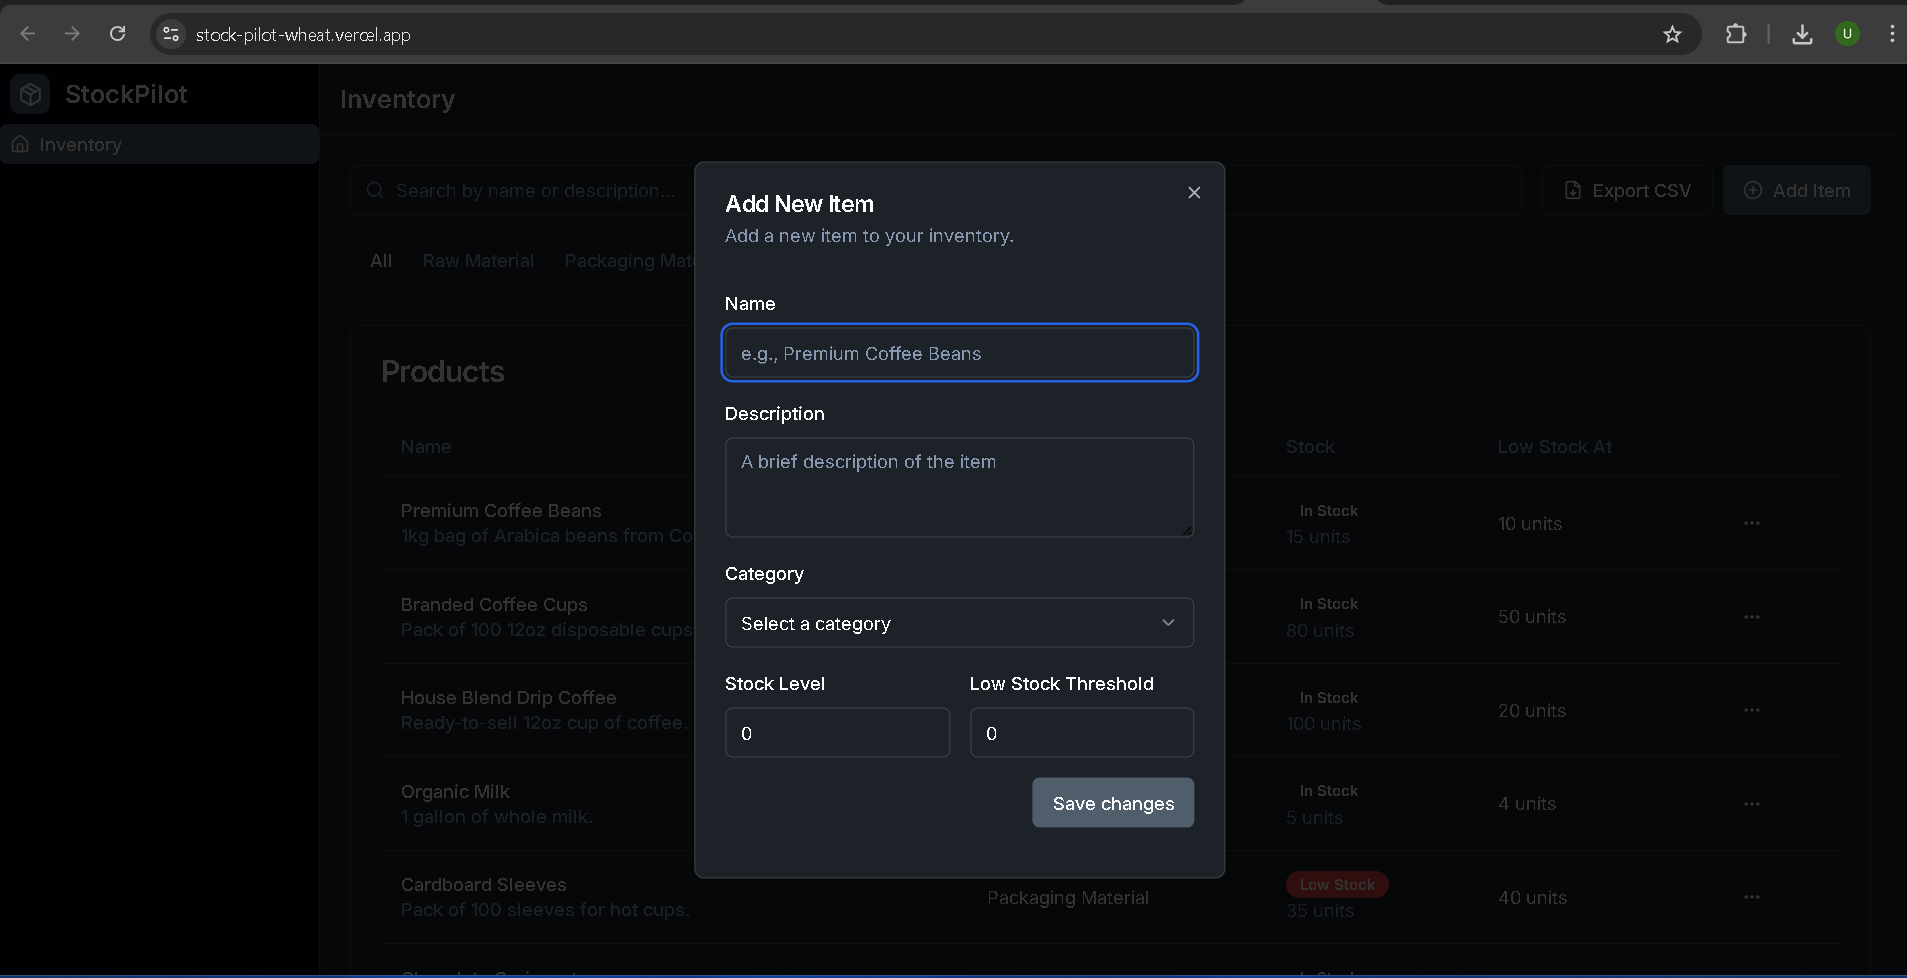 stock-pilot-wheat.vercel.app
U
StockPilot
Inventory
Inventory
Search by name or description...
Export CSV
Add Item
All
Raw Material
Packaging Mat
Add New Item
Add a new item to your inventory.
Name
e.g., Premium Coffee Beans
Description
A brief description of the item
Category
Select a category
Stock Level
Low Stock Threshold
0
0
Save changes
Products
Name
Stock
Low Stock At
Premium Coffee Beans
1kg bag of Arabica beans from Co
In Stock
15 units
10 units
Branded Coffee Cups
Pack of 100 12oz disposable cups
In Stock
80 units
50 units
House Blend Drip Coffee
Ready-to-sell 12oz cup of coffee.
In Stock
100 units
20 units
Organic Milk
1 gallon of whole milk.
In Stock
5 units
4 units
Cardboard Sleeves
Pack of 100 sleeves for hot cups.
Packaging Material
Low Stock
35 units
40 units